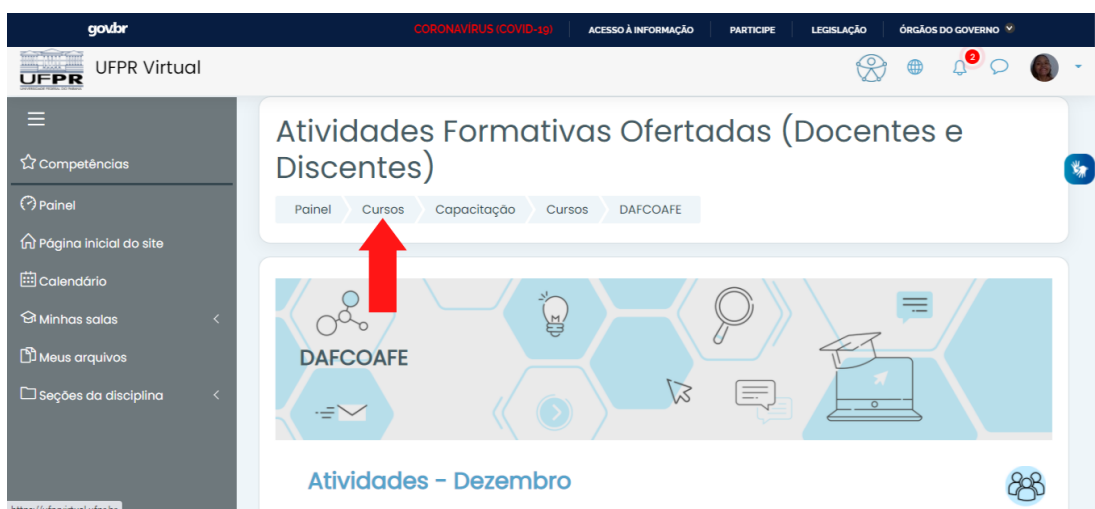 govbr
CORONAVÍRUS (COVID-19)
ACESSO À INFORMAÇÃO
PARTICIPE
LEGISLAÇÃO
ÓRGÃOS DO GOVERNO
UFPR
UFPR Virtual
2
Competências
Painel
Página inicial do site
Calendário
Minhas salas
Meus arquivos
Seções da disciplina
Atividades Formativas Ofertadas (Docentes e
Discentes)
Painel
Cursos
Capacitação
Cursos
DAFCOAFE
DAFCOAFE
M
Atividades - Dezembro